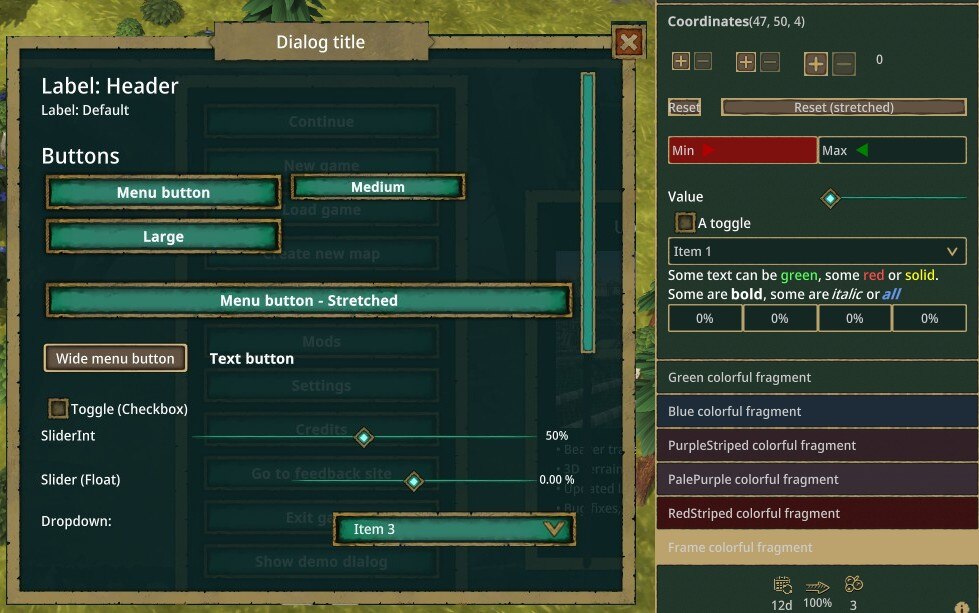 Dialog title
Label: Header
Label: Default
Buttons
Menu button
Medium
Large
Menu button - Stretched
Wide menu button
Text button
Toggle (Checkbox)
SliderInt
50%
Slider (Float)
0.00 %
Dropdown:
Item 3
Continue
New game
Load game
Create new map
Mods
Settings
Credits
Go to feedback site
Show demo dialog
Coordinates(47, 50, 4)
0
Reset
Reset (stretched)
Min
Max
Value
A toggle
Item 1
Some text can be green, some red or solid.
Some are bold, some are italic or all
0% 0% 0% 0%
Green colorful fragment
Blue colorful fragment
PurpleStriped colorful fragment
PalePurple colorful fragment
RedStriped colorful fragment
Frame colorful fragment
12d 100% 3